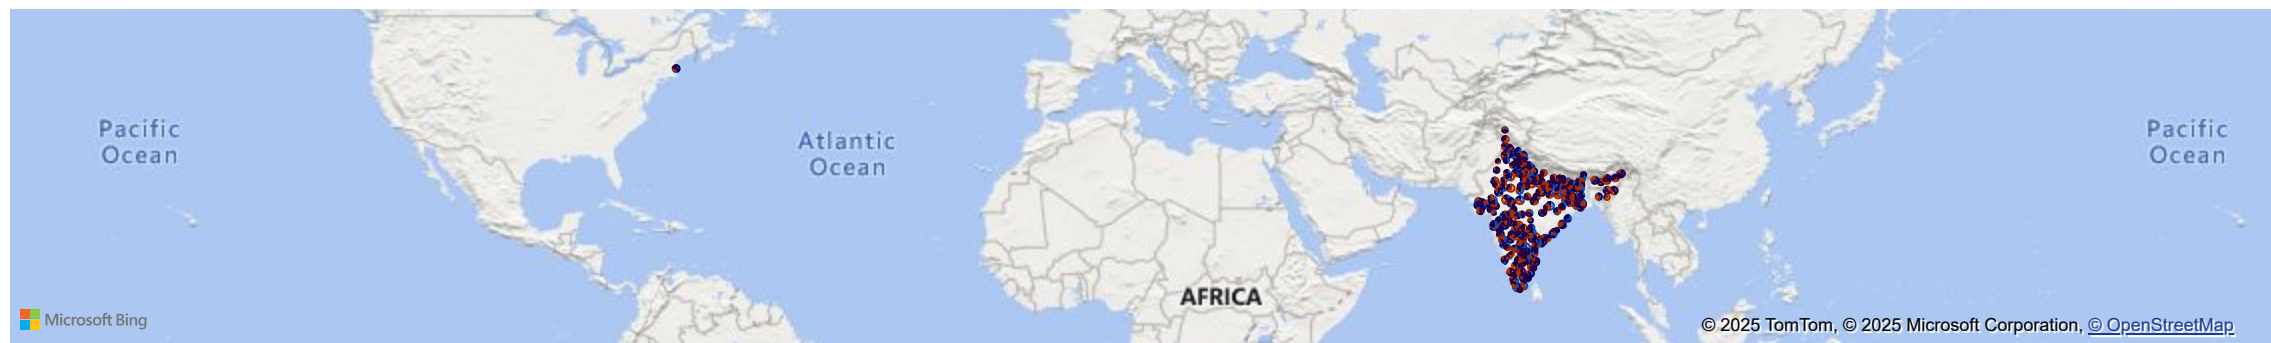 Pacific
Ocean
Atlantic
Ocean
Pacific
Ocean
AFRICA
Microsoft Bing
© 2025 TomTom, © 2025 Microsoft Corporation, © OpenStreetMap